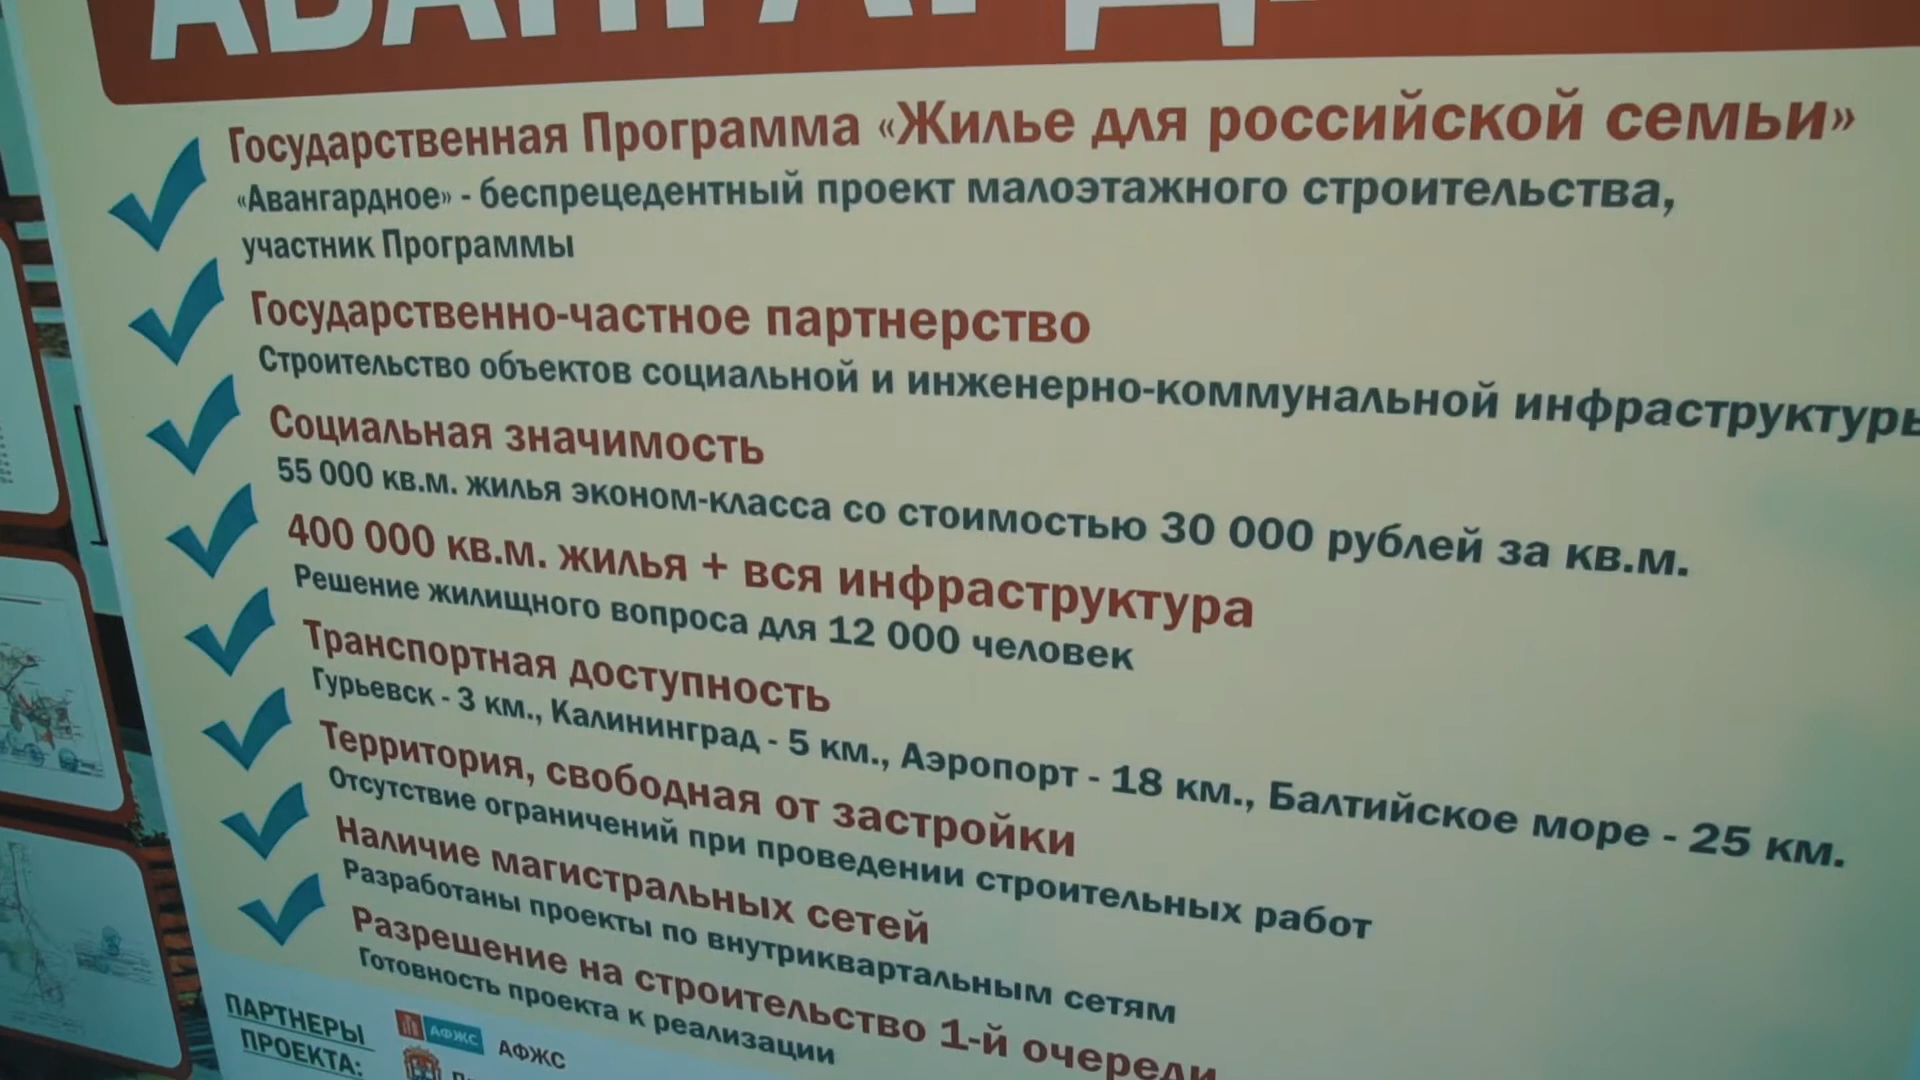 Государственная Программа «Жилье для российской семьи»
«Авангардное» - беспрецедентный проект малоэтажного строительства,
участник Программы
Государственно-частное партнерство
Строительство объектов социальной и инженерно-коммунальной инфраструктуры
Социальная значимость
55 000 кв.м. жилья эконом-класса со стоимостью 30 000 рублей за кв.м.
400 000 кв.м. жилья + вся инфраструктура
Решение жилищного вопроса для 12 000 человек
Транспортная доступность
Гурьевск - 3 км., Калининград - 5 км., Аэропорт - 18 км., Балтийское море - 25 км.
Территория, свободная от застройки
Отсутствие ограничений при проведении строительных работ
Наличие магистральных сетей
Разработаны проекты по внутриквартальным сетям
Разрешение на строительство 1-й очереди
Готовность проекта к реализации
ПАРТНЕРЫ
ПРОЕКТА:
АФЖС АФЖС